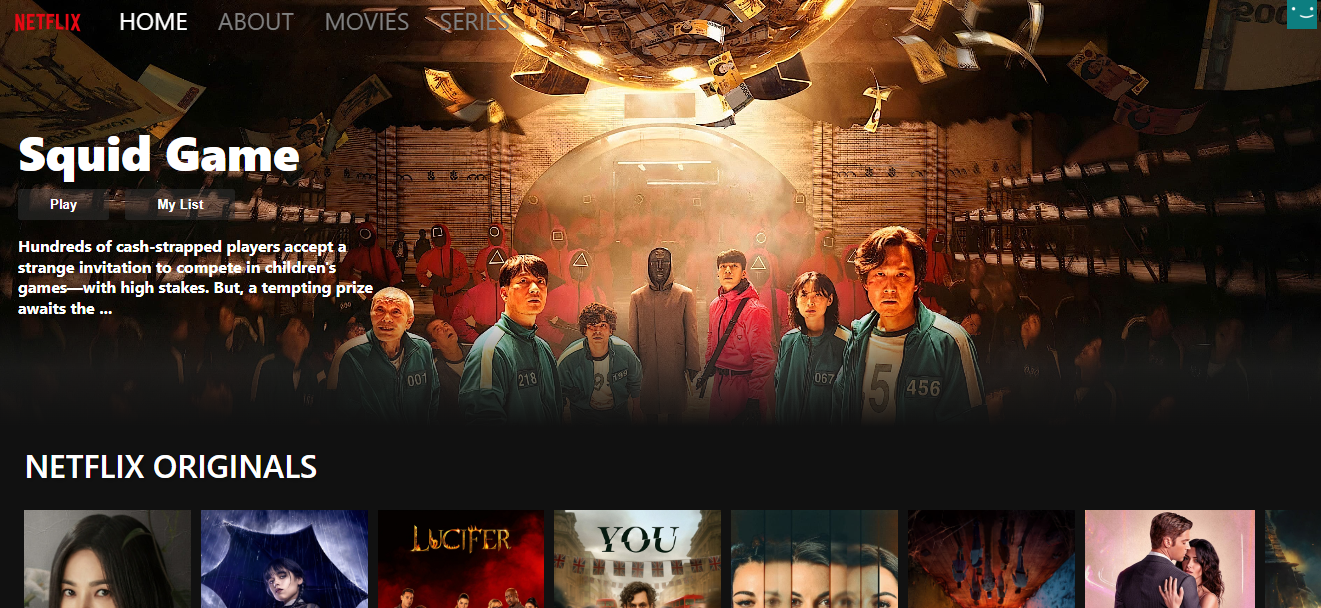 NETFLIX HOME ABOUT MOVIES SERIES
Squid Game
Play My List
Hundreds of cash-strapped players accept a
strange invitation to compete in children's
games—with high stakes. But, a tempting prize
awaits the ...
001
218
199
067
456
NETFLIX ORIGINALS
LUCIFER
YOU